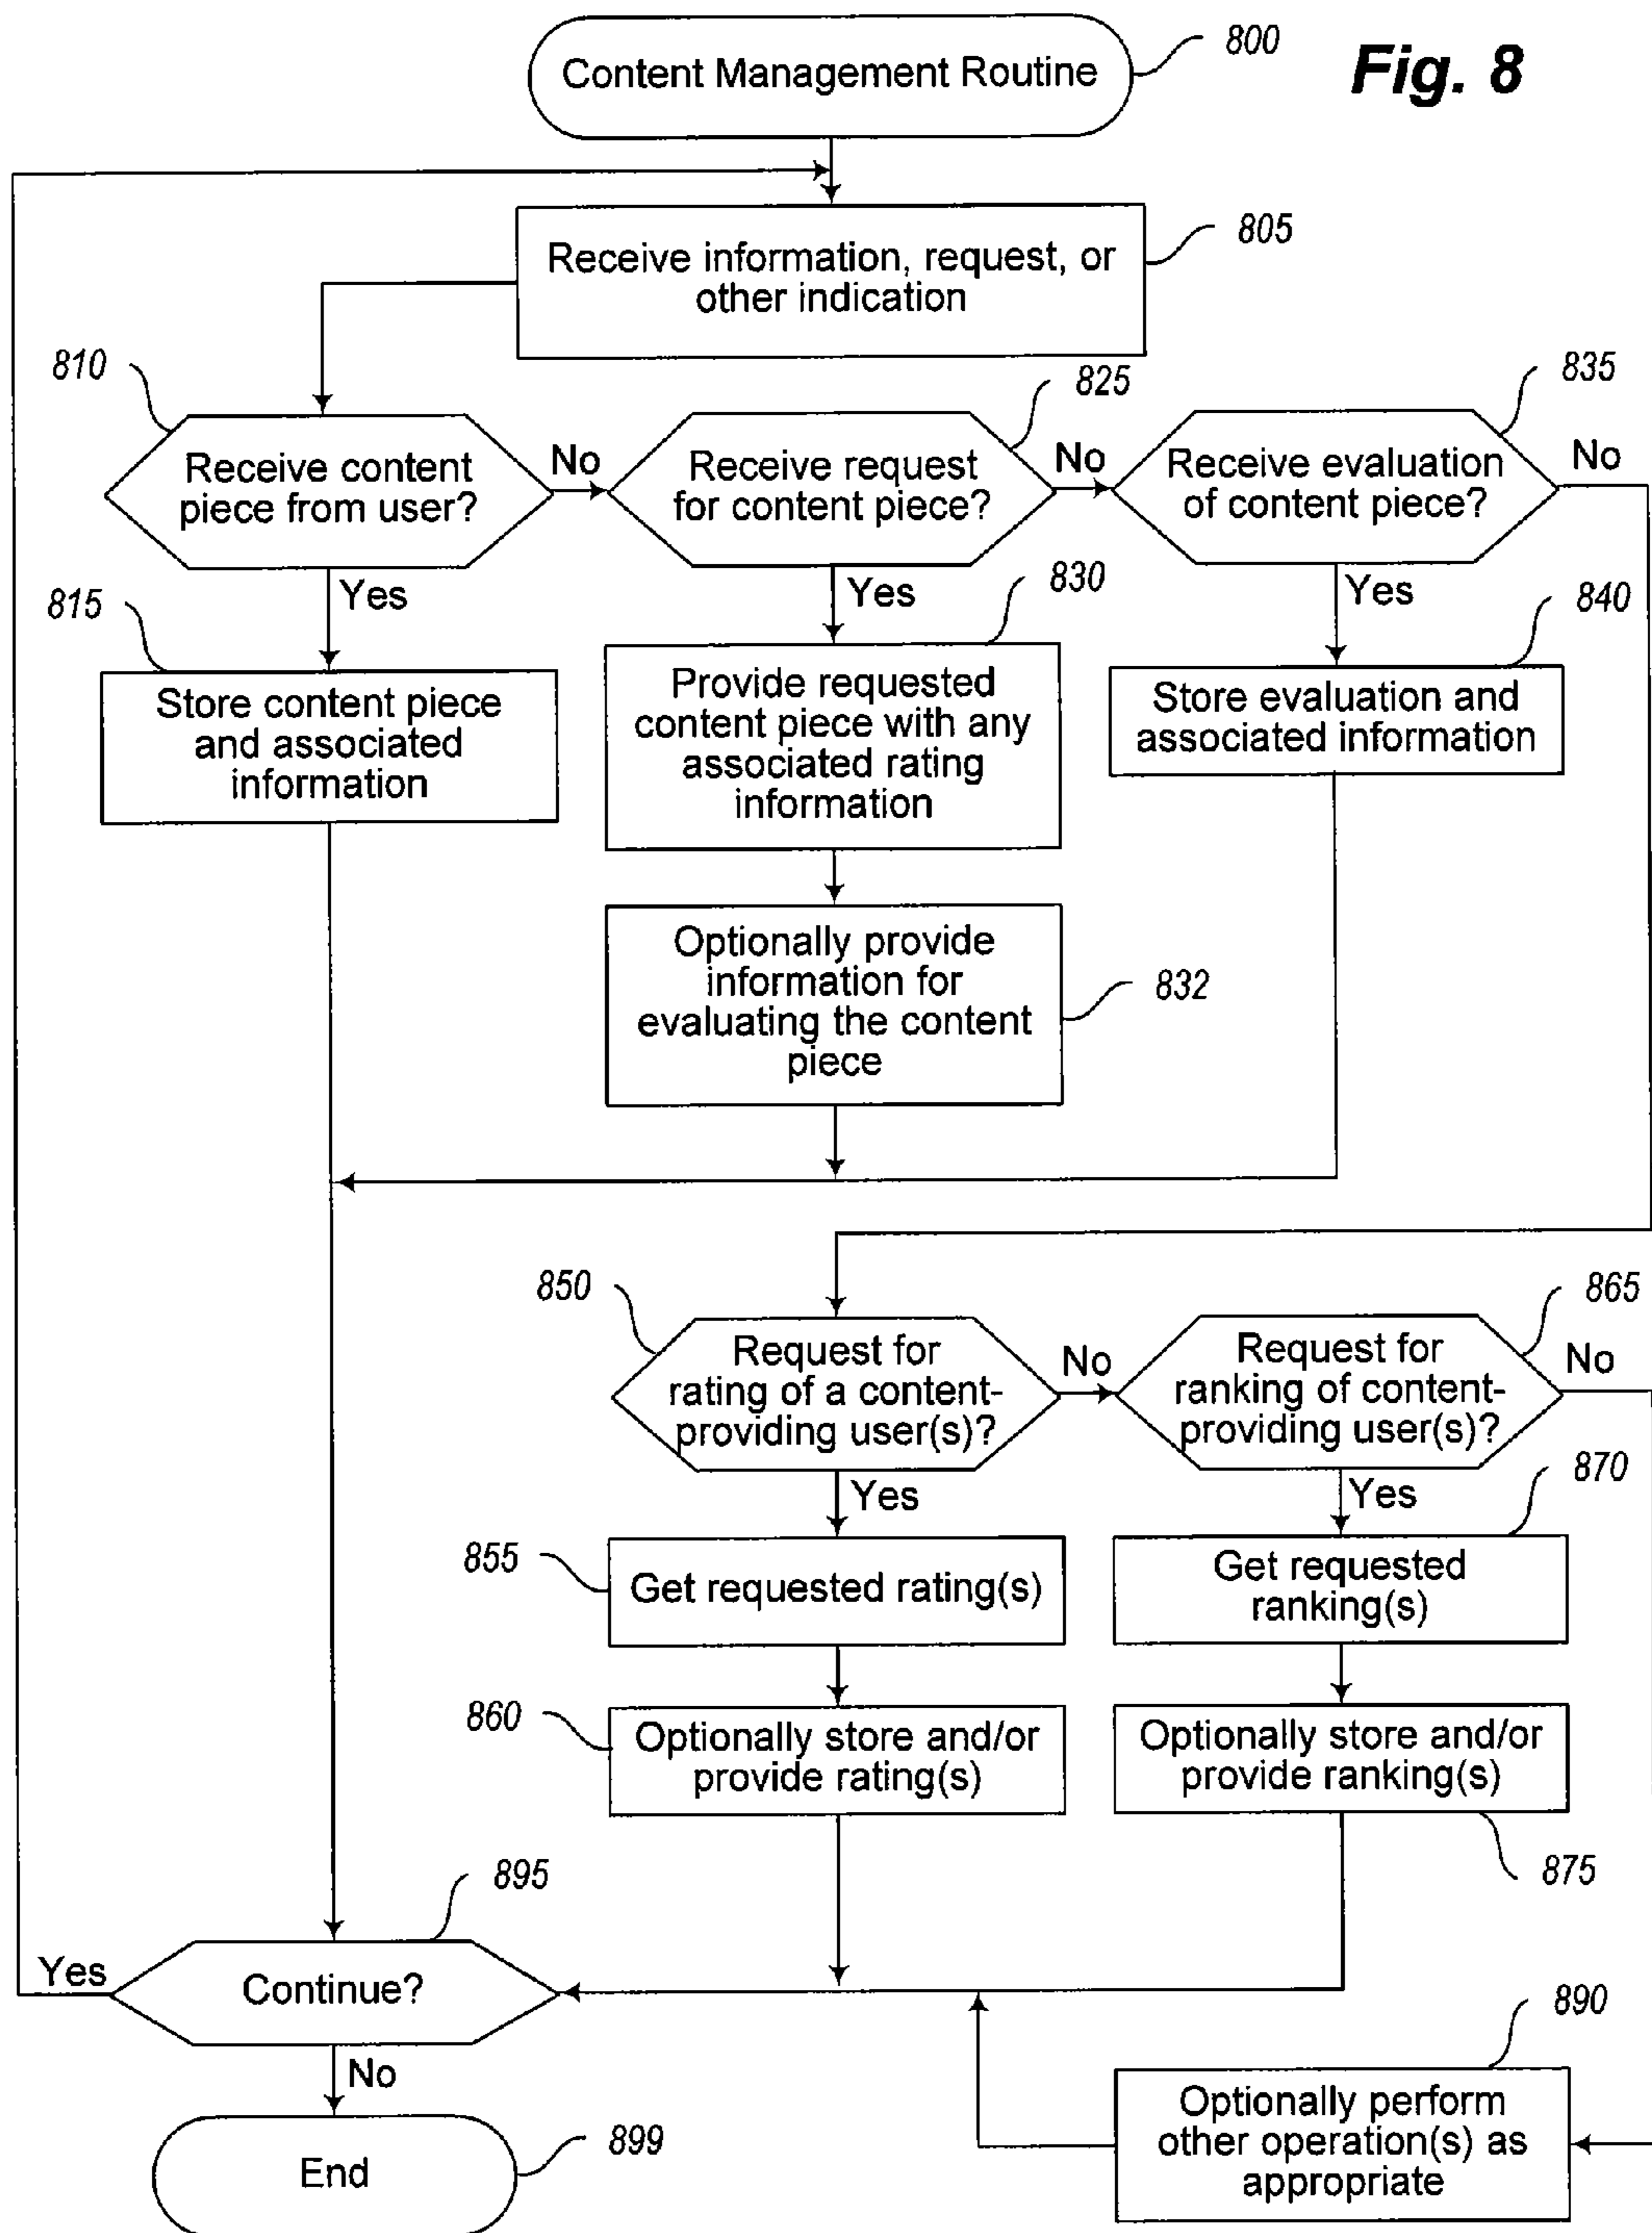 800
Fig. 8
Content Management Routine
805
Receive information, request, or
other indication
810
825
835
Receive content
piece from user?
No
Receive request
for content piece?
No
Receive evaluation
of content piece?
No
815
Yes
830
Yes
840
Yes
Store content piece
and associated
information
Provide requested
content piece with any
associated rating
information
Store evaluation and
associated information
Optionally provide
information for
evaluating the content
piece
832
850
865
Request for
rating of a content-
providing user(s)?
No
Request for
ranking of content-
providing user(s)?
No
Yes
870
Yes
855
Get requested rating(s)
Get requested
ranking(s)
860
Optionally store and/or
provide rating(s)
Optionally store and/or
provide ranking(s)
875
895
Yes
Continue?
890
No
Optionally perform
other operation(s) as
appropriate
899
End